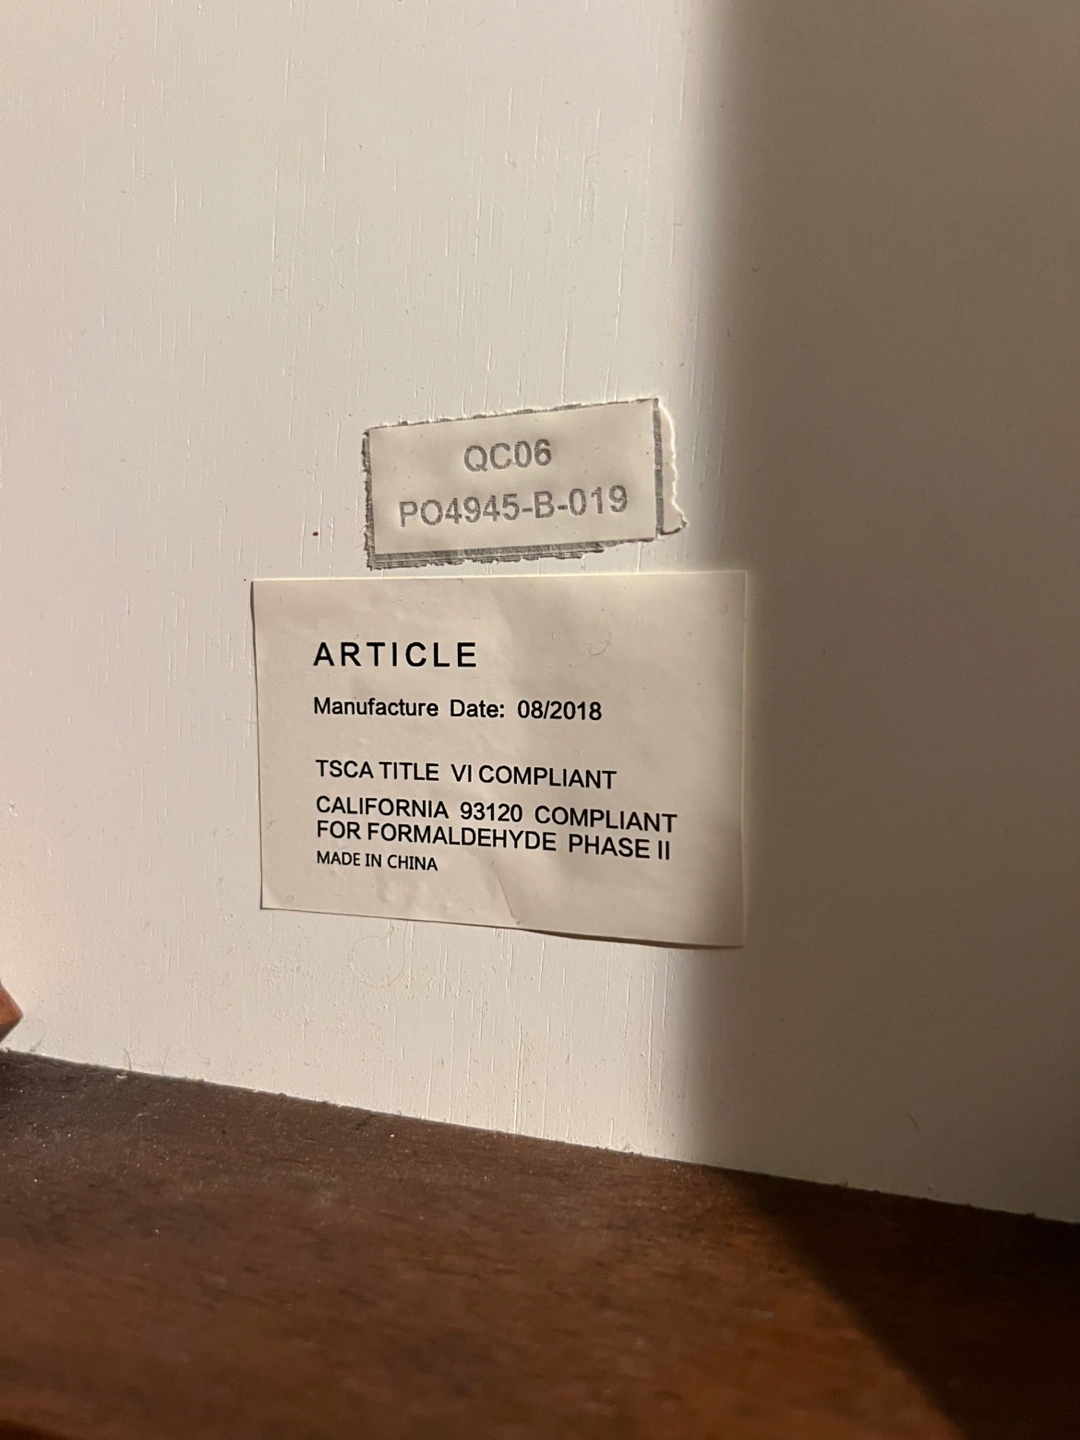 QC06
PO4945-B-019
ARTICLE
Manufacture Date: 08/2018
TSCA TITLE VI COMPLIANT
CALIFORNIA 93120 COMPLIANT
FOR FORMALDEHYDE PHASE II
MADE IN CHINA